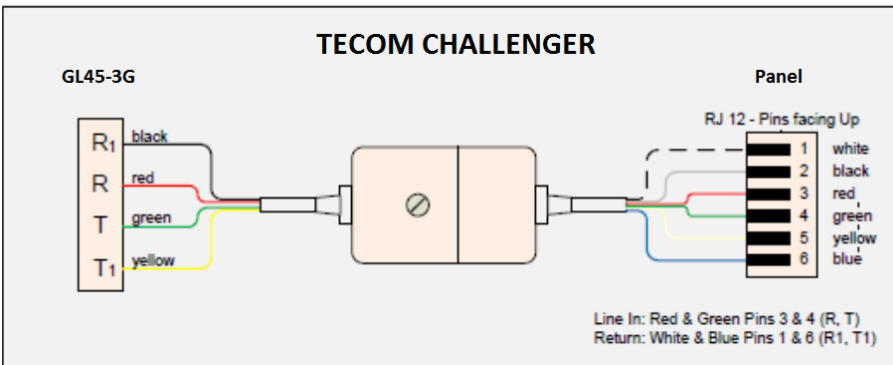 TECOM CHALLENGER
GL45-3G
Panel
RJ 12 - Pins facing Up
R1 black
R red
T green
T1 yellow
1 white
2 black
3 red
4 green
5 yellow
6 blue
Line In: Red & Green Pins 3 & 4 (R, T)
Return: White & Blue Pins 1 & 6 (R1, T1)